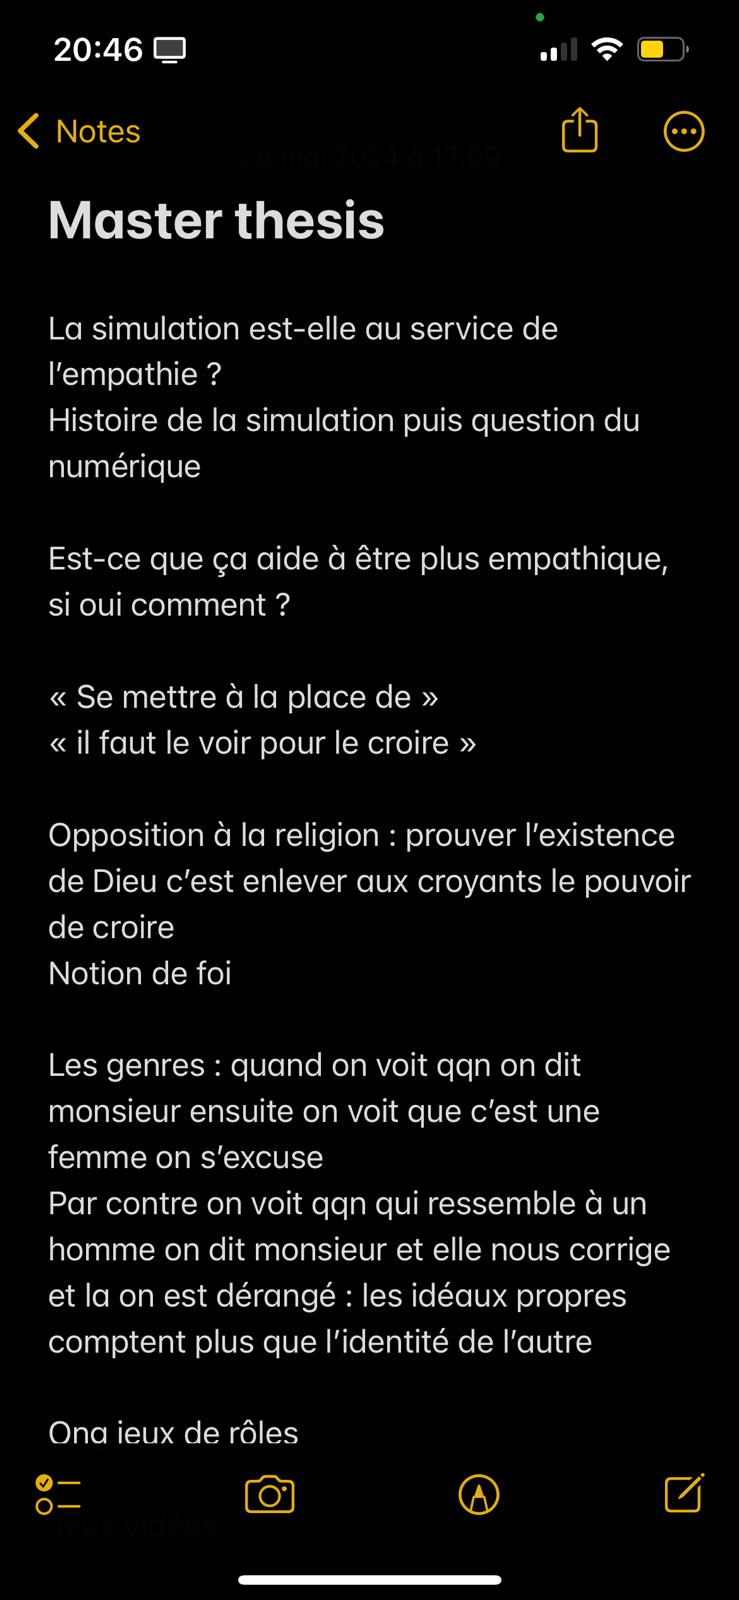 20:46
Notes
28 mai 2024 à 17:09
Master thesis
La simulation est-elle au service de
l'empathie ?
Histoire de la simulation puis question du
numérique
Est-ce que ça aide à être plus empathique,
si oui comment ?
« Se mettre à la place de »
« il faut le voir pour le croire »
Opposition à la religion : prouver l'existence
de Dieu c'est enlever aux croyants le pouvoir
de croire
Notion de foi
Les genres : quand on voit qqn on dit
monsieur ensuite on voit que c'est une
femme on s'excuse
Par contre on voit qqn qui ressemble à un
homme on dit monsieur et elle nous corrige
et la on est dérangé : les idéaux propres
comptent plus que l'identité de l'autre
Ong jeux de rôles
Jeux vidéos